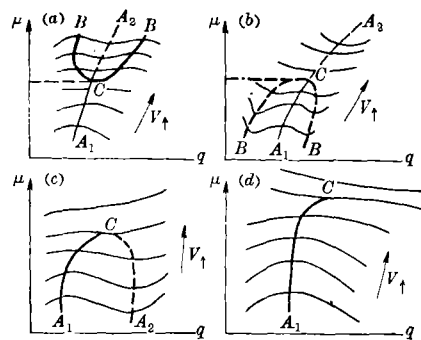 μ (a) B A₂ B
C
V↑
A₁ q
μ (b) A₃
C
V↑
B A₁ B q
μ (c)
C
V↑
A₁ A₂ q
μ (d)
C
V↑
A₁ q